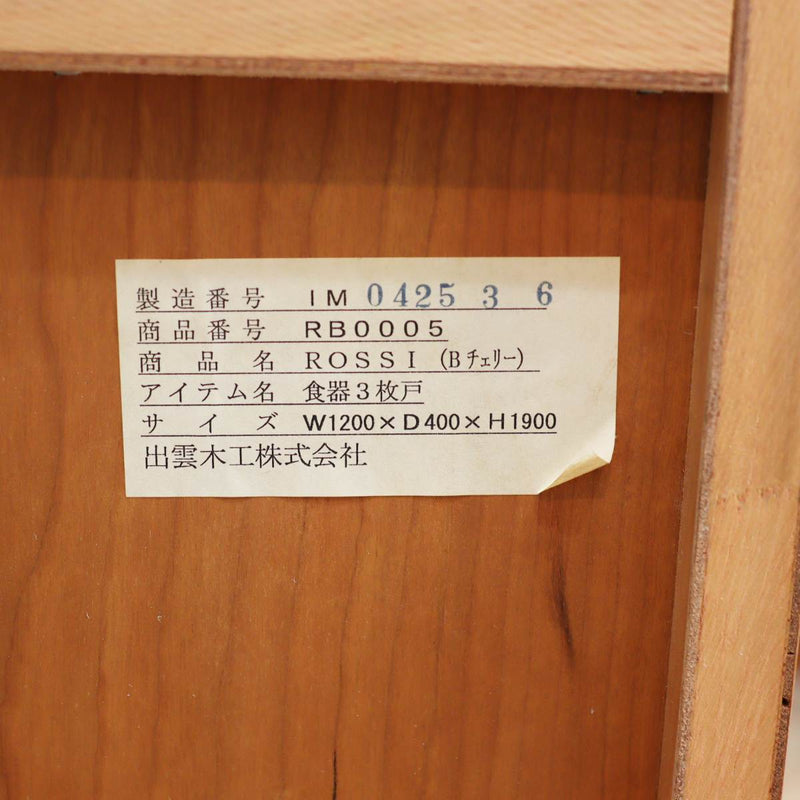 製造番号 IM 0425 3 6
商品番号 RB0005
商品名 ROSSI (Bチェリー)
アイテム名 食器3枚戸
サイズ W1200×D400×H1900
出雲木工株式会社